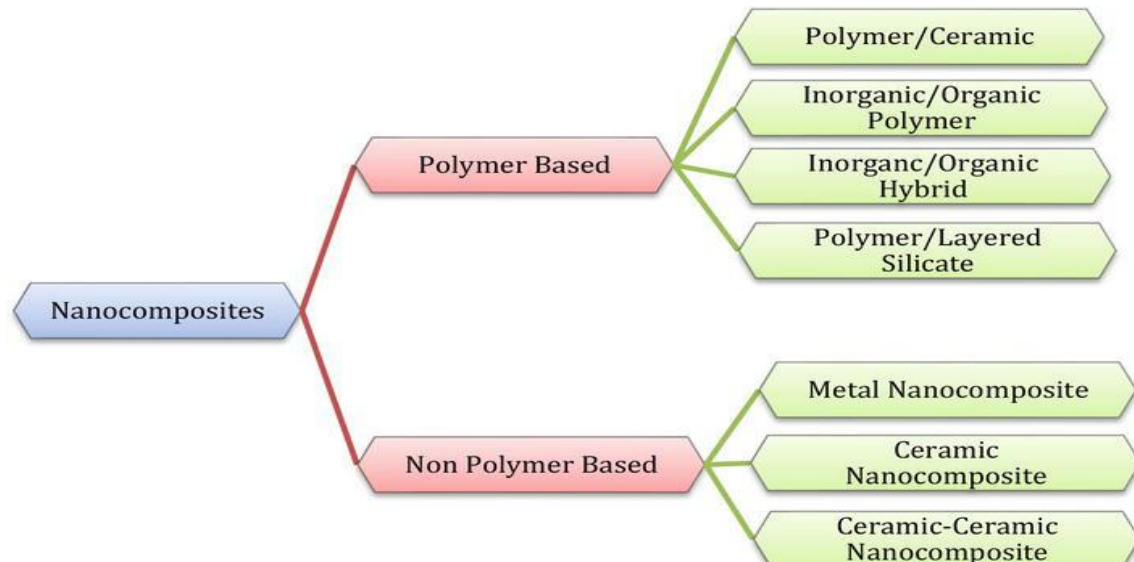 Polymer/Ceramic
Inorganic/Organic
Polymer
Polymer Based
Inorganc/Organic
Hybrid
Polymer/Layered
Silicate
Nanocomposites
Metal Nanocomposite
Non Polymer Based
Ceramic
Nanocomposite
Ceramic-Ceramic
Nanocomposite